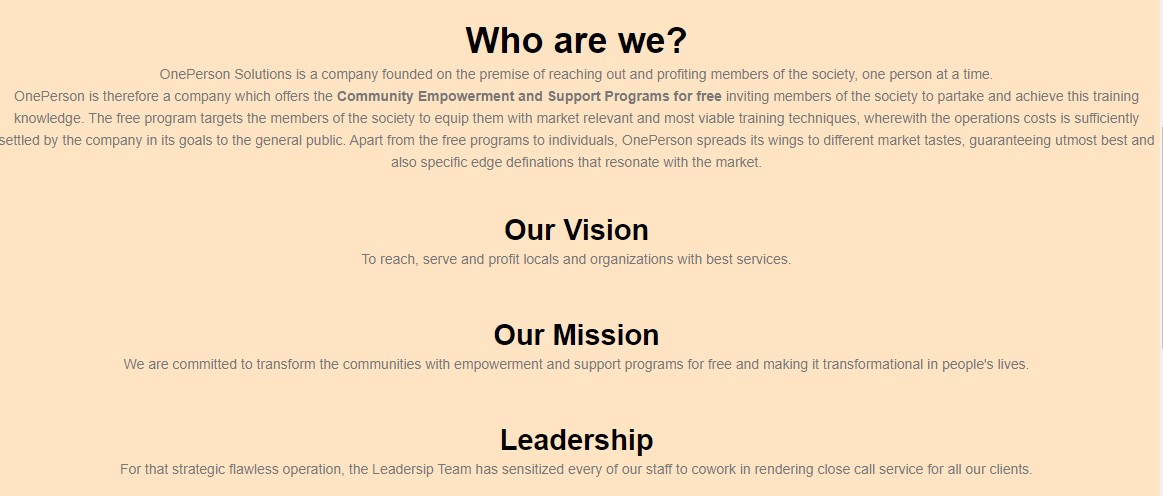 Who are we?
OnePerson Solutions is a company founded on the premise of reaching out and profiting members of the society, one person at a time.
OnePerson is therefore a company which offers the Community Empowerment and Support Programs for free inviting members of the society to partake and achieve this training
knowledge. The free program targets the members of the society to equip them with market relevant and most viable training techniques, wherewith the operations costs is sufficiently
settled by the company in its goals to the general public. Apart from the free programs to individuals, OnePerson spreads its wings to different market tastes, guaranteeing utmost best and
also specific edge definations that resonate with the market.
Our Vision
To reach, serve and profit locals and organizations with best services.
Our Mission
We are committed to transform the communities with empowerment and support programs for free and making it transformational in people's lives.
Leadership
For that strategic flawless operation, the Leadersip Team has sensitized every of our staff to cowork in rendering close call service for all our clients.